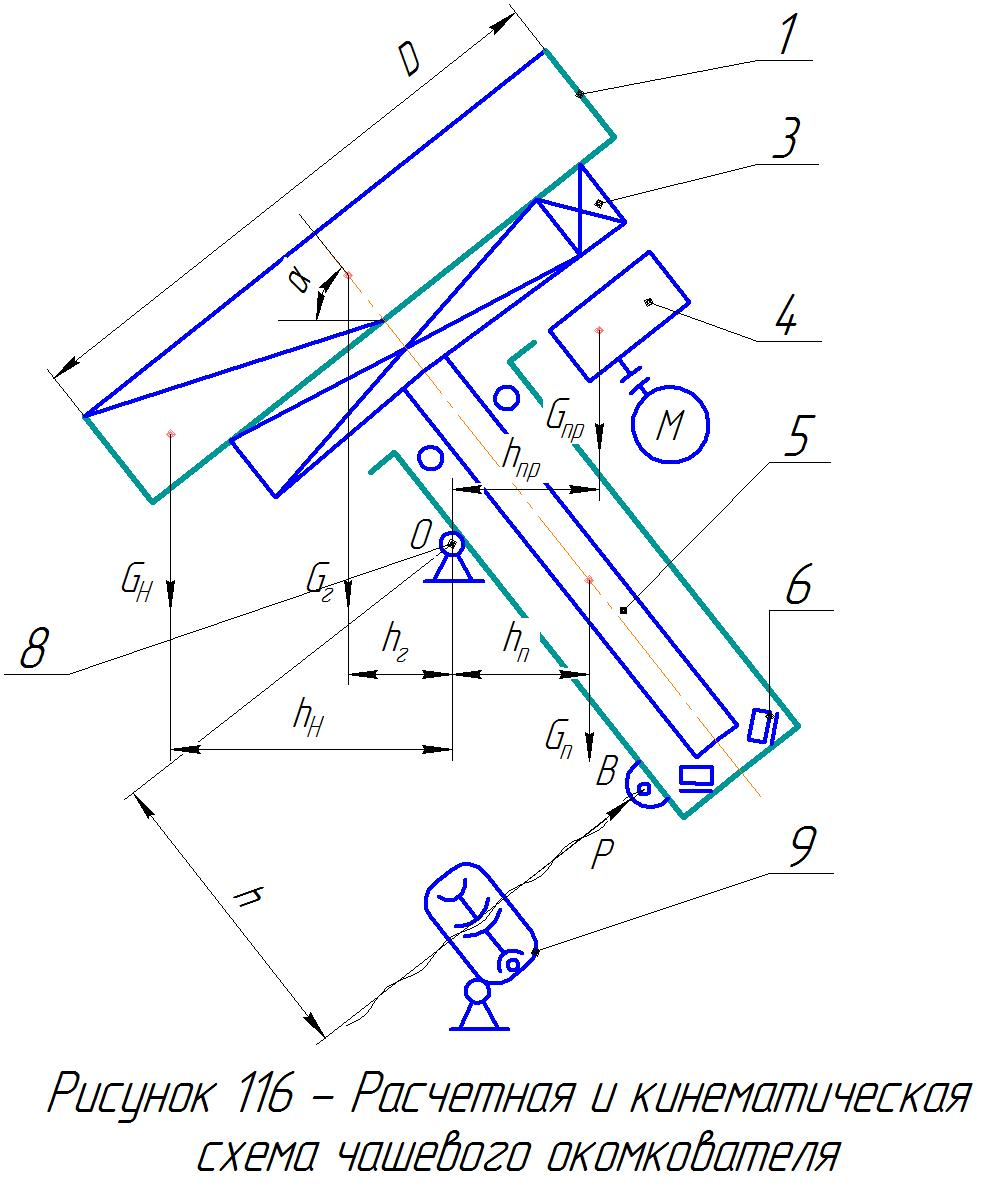 D
1
3
α
4
Gпр
M
hпр
5
O
Gн
Gг
6
8
hг
hп
hн
Gп
B
P
9
h
Рисунок 116 – Расчетная и кинематическая
схема чашевого окомкователя